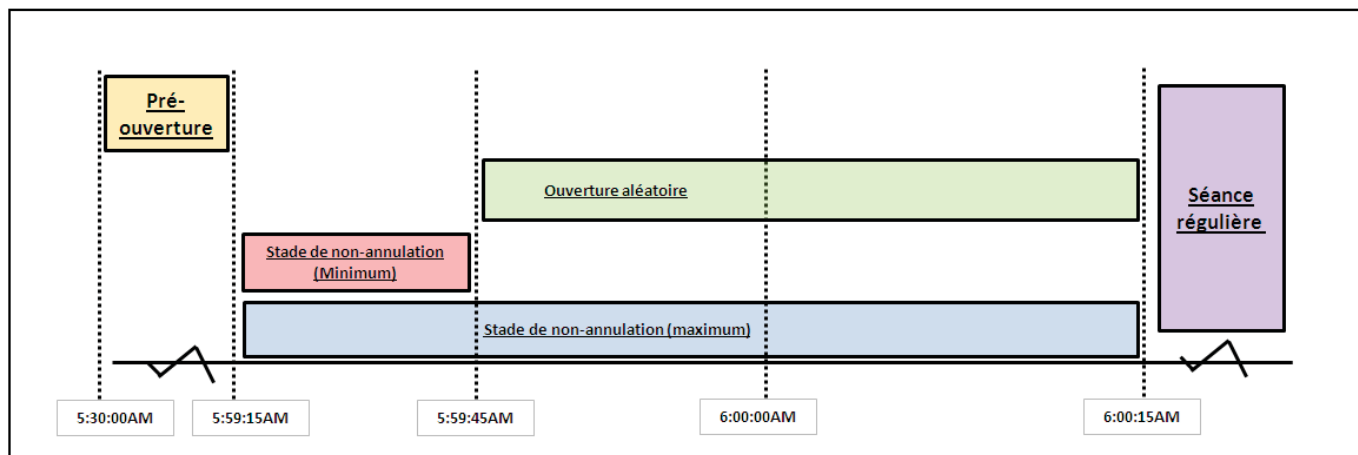 Pré-
ouverture
Ouverture aléatoire
Séance
régulière
Stade de non-annulation
(Minimum)
Stade de non-annulation (maximum)
5:30:00AM
5:59:15AM
5:59:45AM
6:00:00AM
6:00:15AM